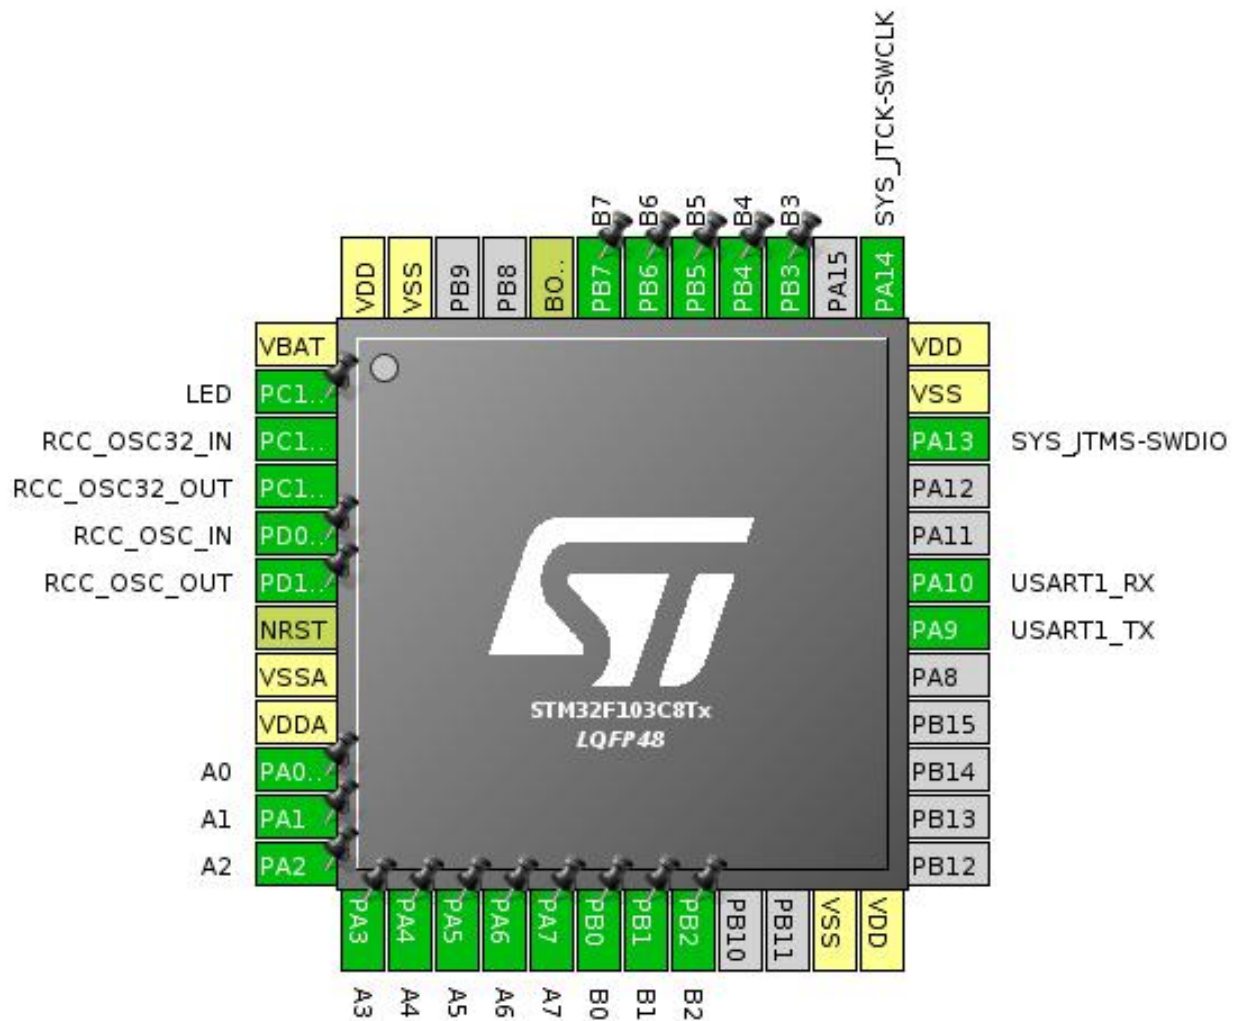 SYS_JTCK-SWCLK
B7 B6 B5 B4 B3
VDD VSS PB9 PB8 BO.. PB7 PB6 PB5 PB4 PB3 PA15 PA14
VBAT VDD
LED PC1.. VSS
RCC_OSC32_IN PC1.. PA13 SYS_JTMS-SWDIO
RCC_OSC32_OUT PC1.. PA12
RCC_OSC_IN PD0.. PA11
RCC_OSC_OUT PD1.. PA10 USART1_RX
NRST PA9 USART1_TX
VSSA PA8
STM32F103C8Tx
VDDA PB15
LQFP48
A0 PA0.. PB14
A1 PA1 PB13
A2 PA2 PB12
PA3 PA4 PA5 PA6 PA7 PB0 PB1 PB2 PB10 PB11 VSS VDD
A3 A4 A5 A6 A7 B0 B1 B2